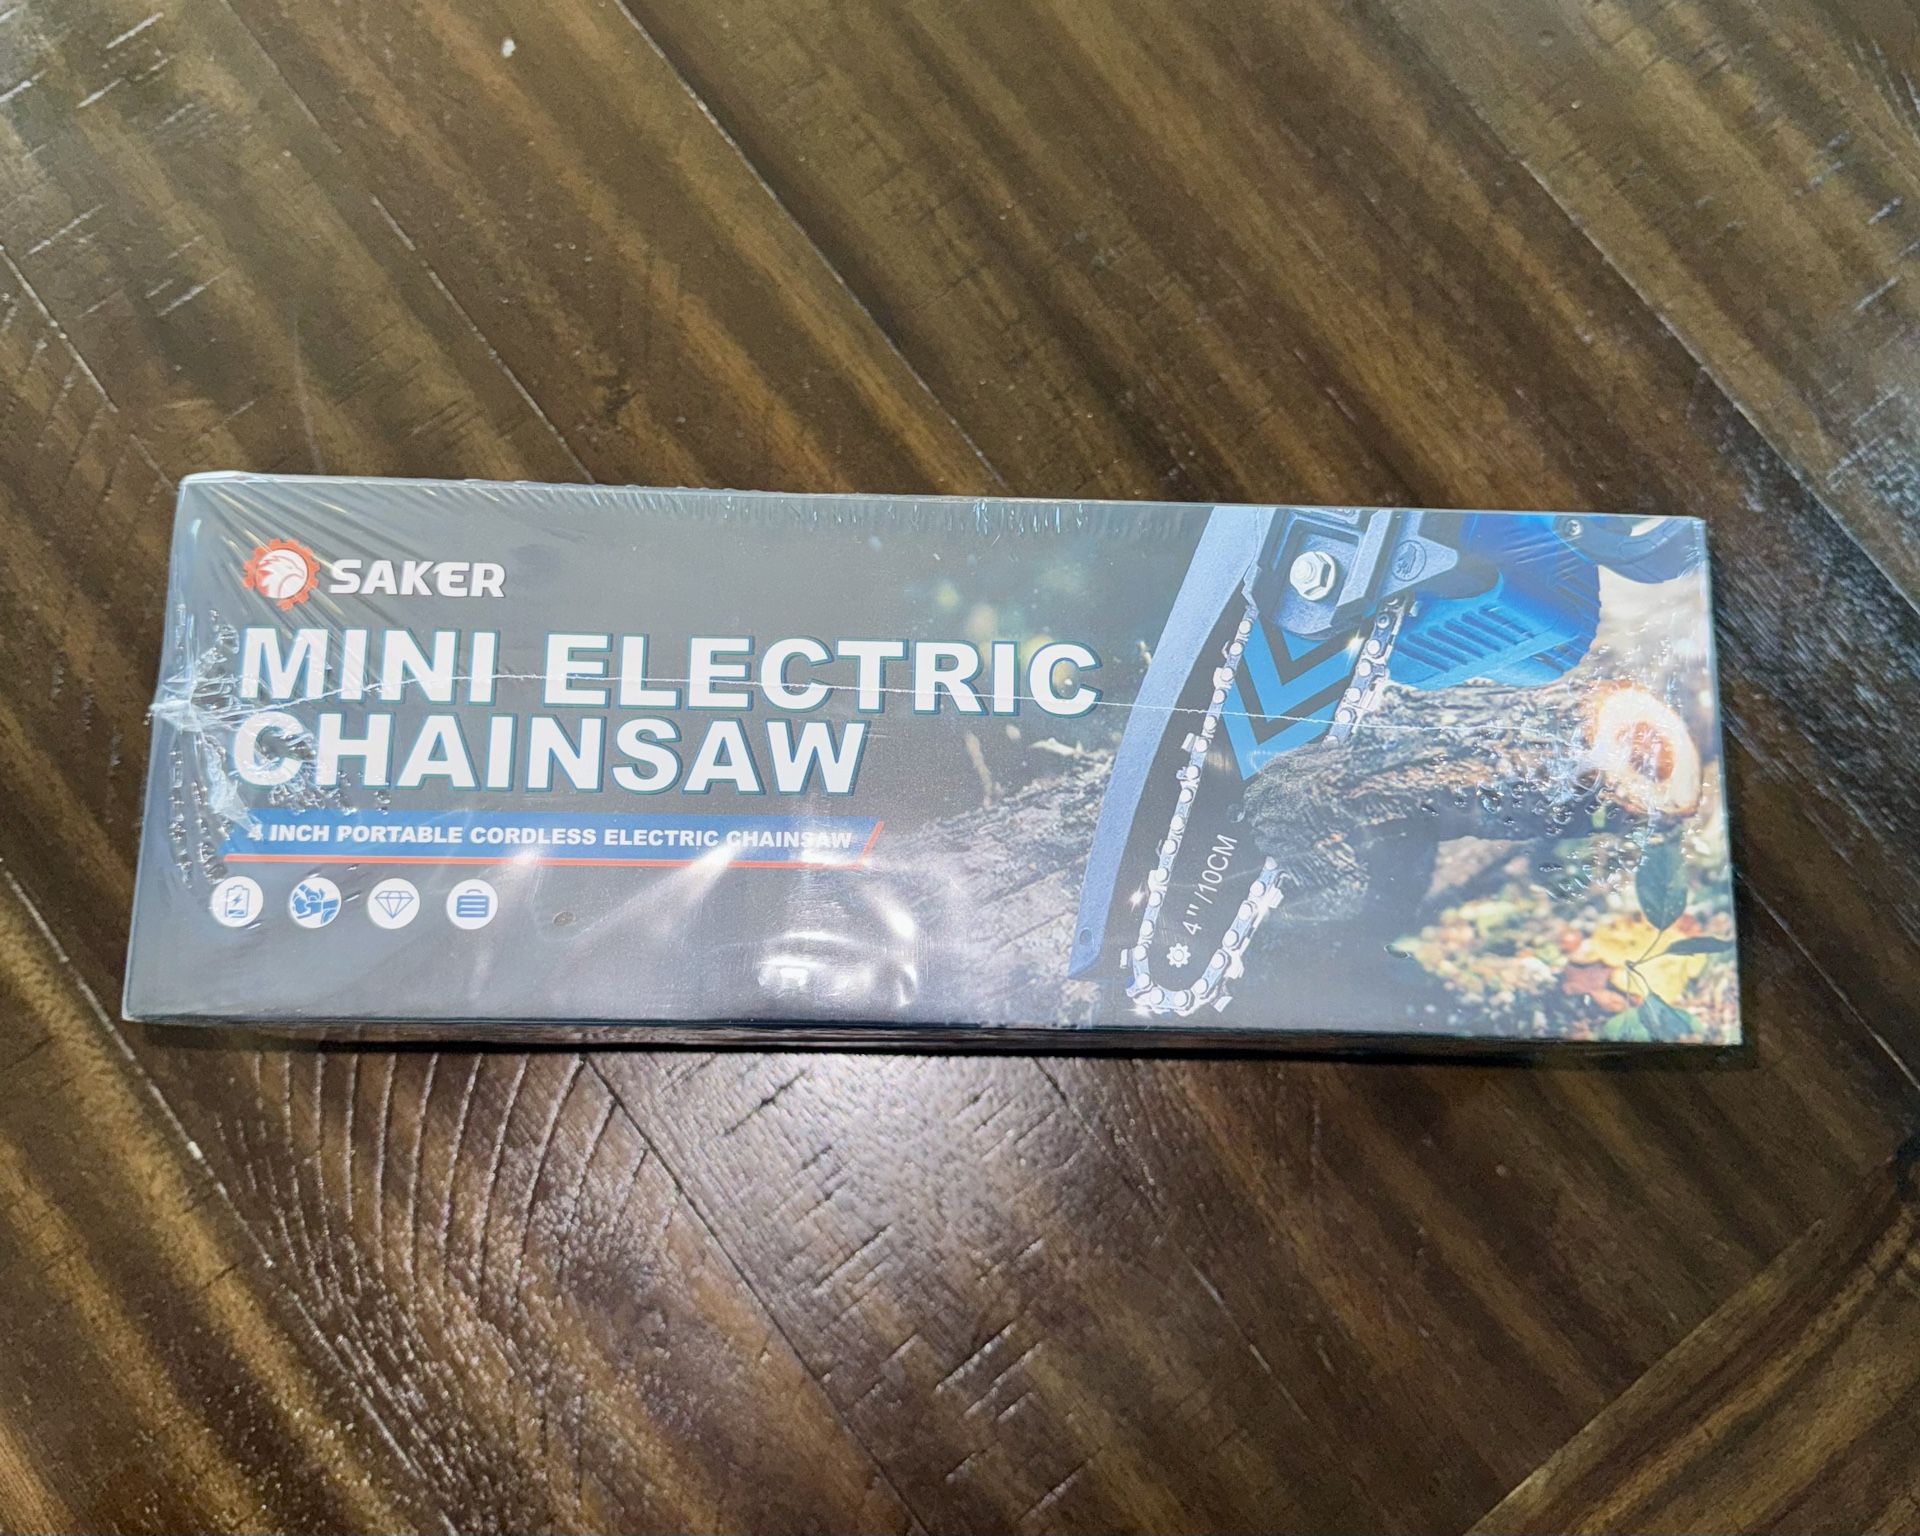 SAKER
MINI ELECTRIC
CHAINSAW
4 INCH PORTABLE CORDLESS ELECTRIC CHAINSAW
4"/10CM